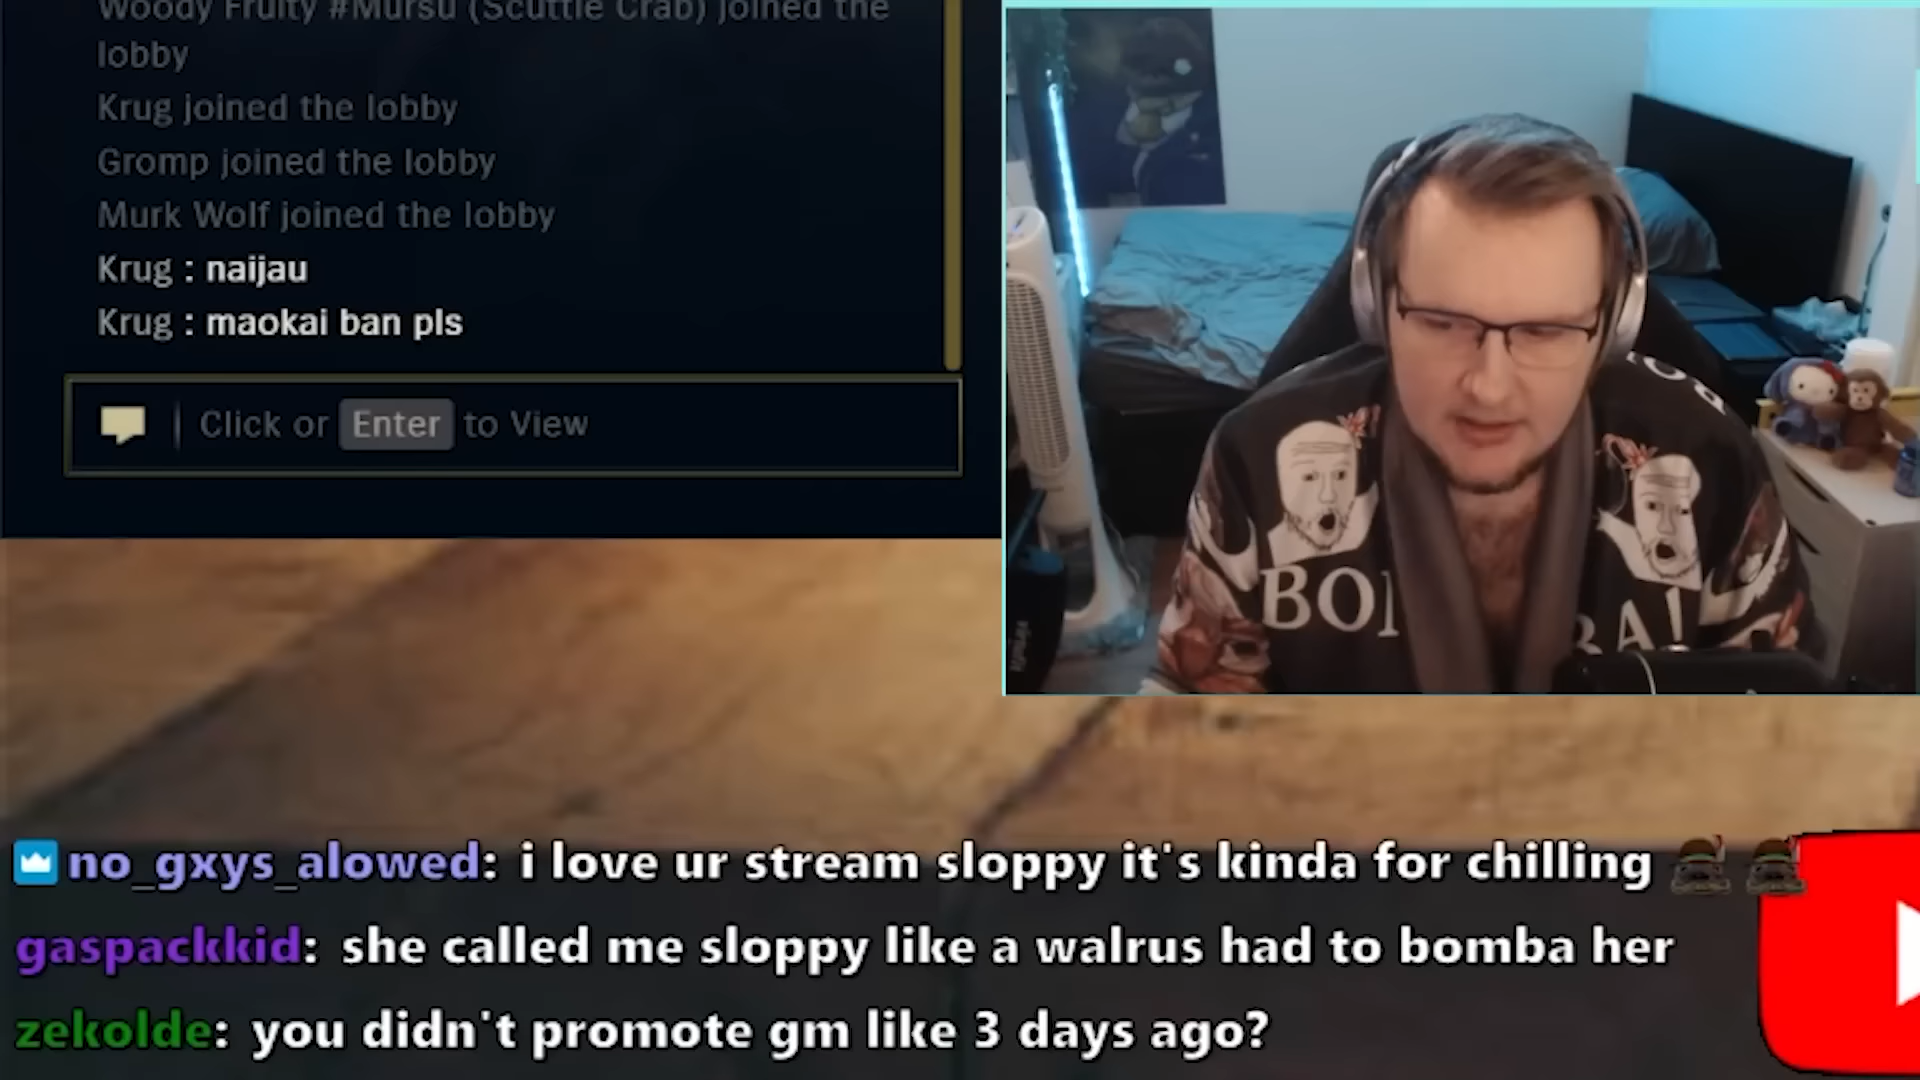 Woody Fruity #Mursu (Scuttle Crab) joined the
lobby
Krug joined the lobby
Gromp joined the lobby
Murk Wolf joined the lobby
Krug : naijau
Krug : maokai ban pls
Click or Enter to View
BO
BA!
no_gxys_alowed: i love ur stream sloppy it's kinda for chilling
gaspackkid: she called me sloppy like a walrus had to bomba her
zekolde: you didn't promote gm like 3 days ago?